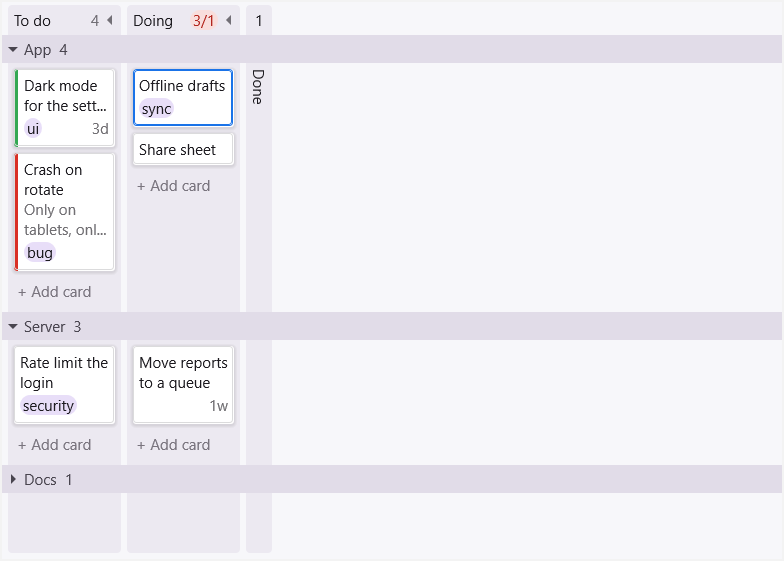 To do 4
Doing 3/1
1
Done
App 4
Dark mode
for the sett...
ui 3d
Crash on
rotate
Only on
tablets, onl...
bug
+ Add card
Offline drafts
sync
Share sheet
+ Add card
Server 3
Rate limit the
login
security
+ Add card
Move reports
to a queue
1w
+ Add card
Docs 1